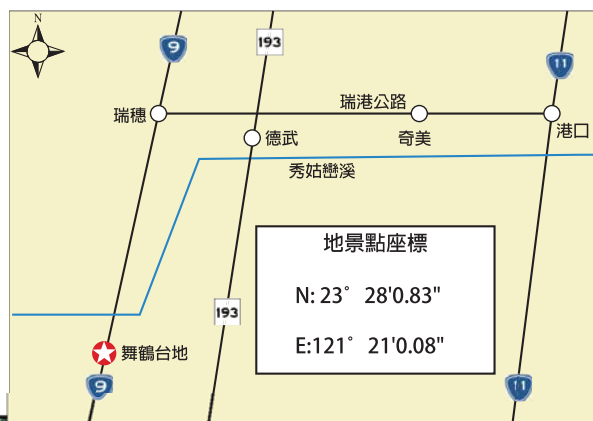 N
9
193
11
瑞港公路
瑞穗
奇美
港口
德武
秀姑巒溪
地景點座標
N: 23° 28'0.83"
E:121° 21'0.08"
193
舞鶴台地
9
11